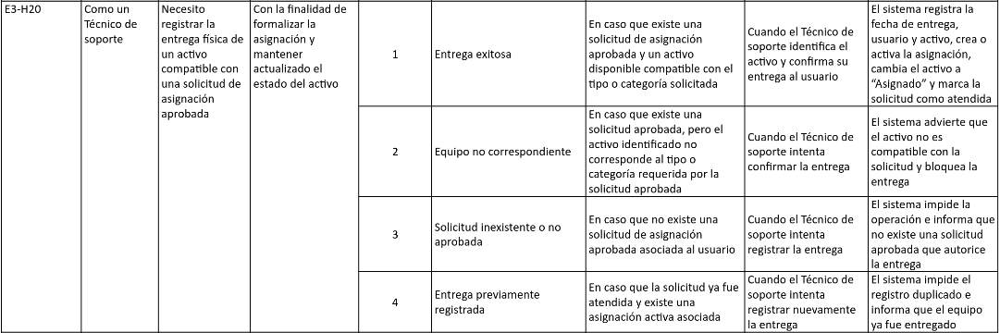 E3-H20
Como un
Técnico de
soporte
Necesito
registrar la
entrega física de
un activo
compatible con
una solicitud de
asignación
aprobada
Con la finalidad de
formalizar la
asignación y
mantener
actualizado el
estado del activo
1
Entrega exitosa
En caso que existe una
solicitud de asignación
aprobada y un activo
disponible compatible con el
tipo o categoría solicitada
Cuando el Técnico de
soporte identifica el
activo y confirma su
entrega al usuario
El sistema registra la
fecha de entrega,
usuario y activo, crea o
activa la asignación,
cambia el activo a
“Asignado” y marca la
solicitud como atendida
2
Equipo no correspondiente
En caso que existe una
solicitud aprobada, pero el
activo identificado no
corresponde al tipo o
categoría requerida por la
solicitud aprobada
Cuando el Técnico de
soporte intenta
confirmar la entrega
El sistema advierte que
el activo no es
compatible con la
solicitud y bloquea la
entrega
3
Solicitud inexistente o no
aprobada
En caso que no existe una
solicitud de asignación
aprobada asociada al usuario
Cuando el Técnico de
soporte intenta
registrar la entrega
El sistema impide la
operación e informa que
no existe una solicitud
aprobada que autorice
la entrega
4
Entrega previamente
registrada
En caso que la solicitud ya fue
atendida y existe una
asignación activa asociada
Cuando el Técnico de
soporte intenta
registrar nuevamente
la entrega
El sistema impide el
registro duplicado e
informa que el equipo
ya fue entregado